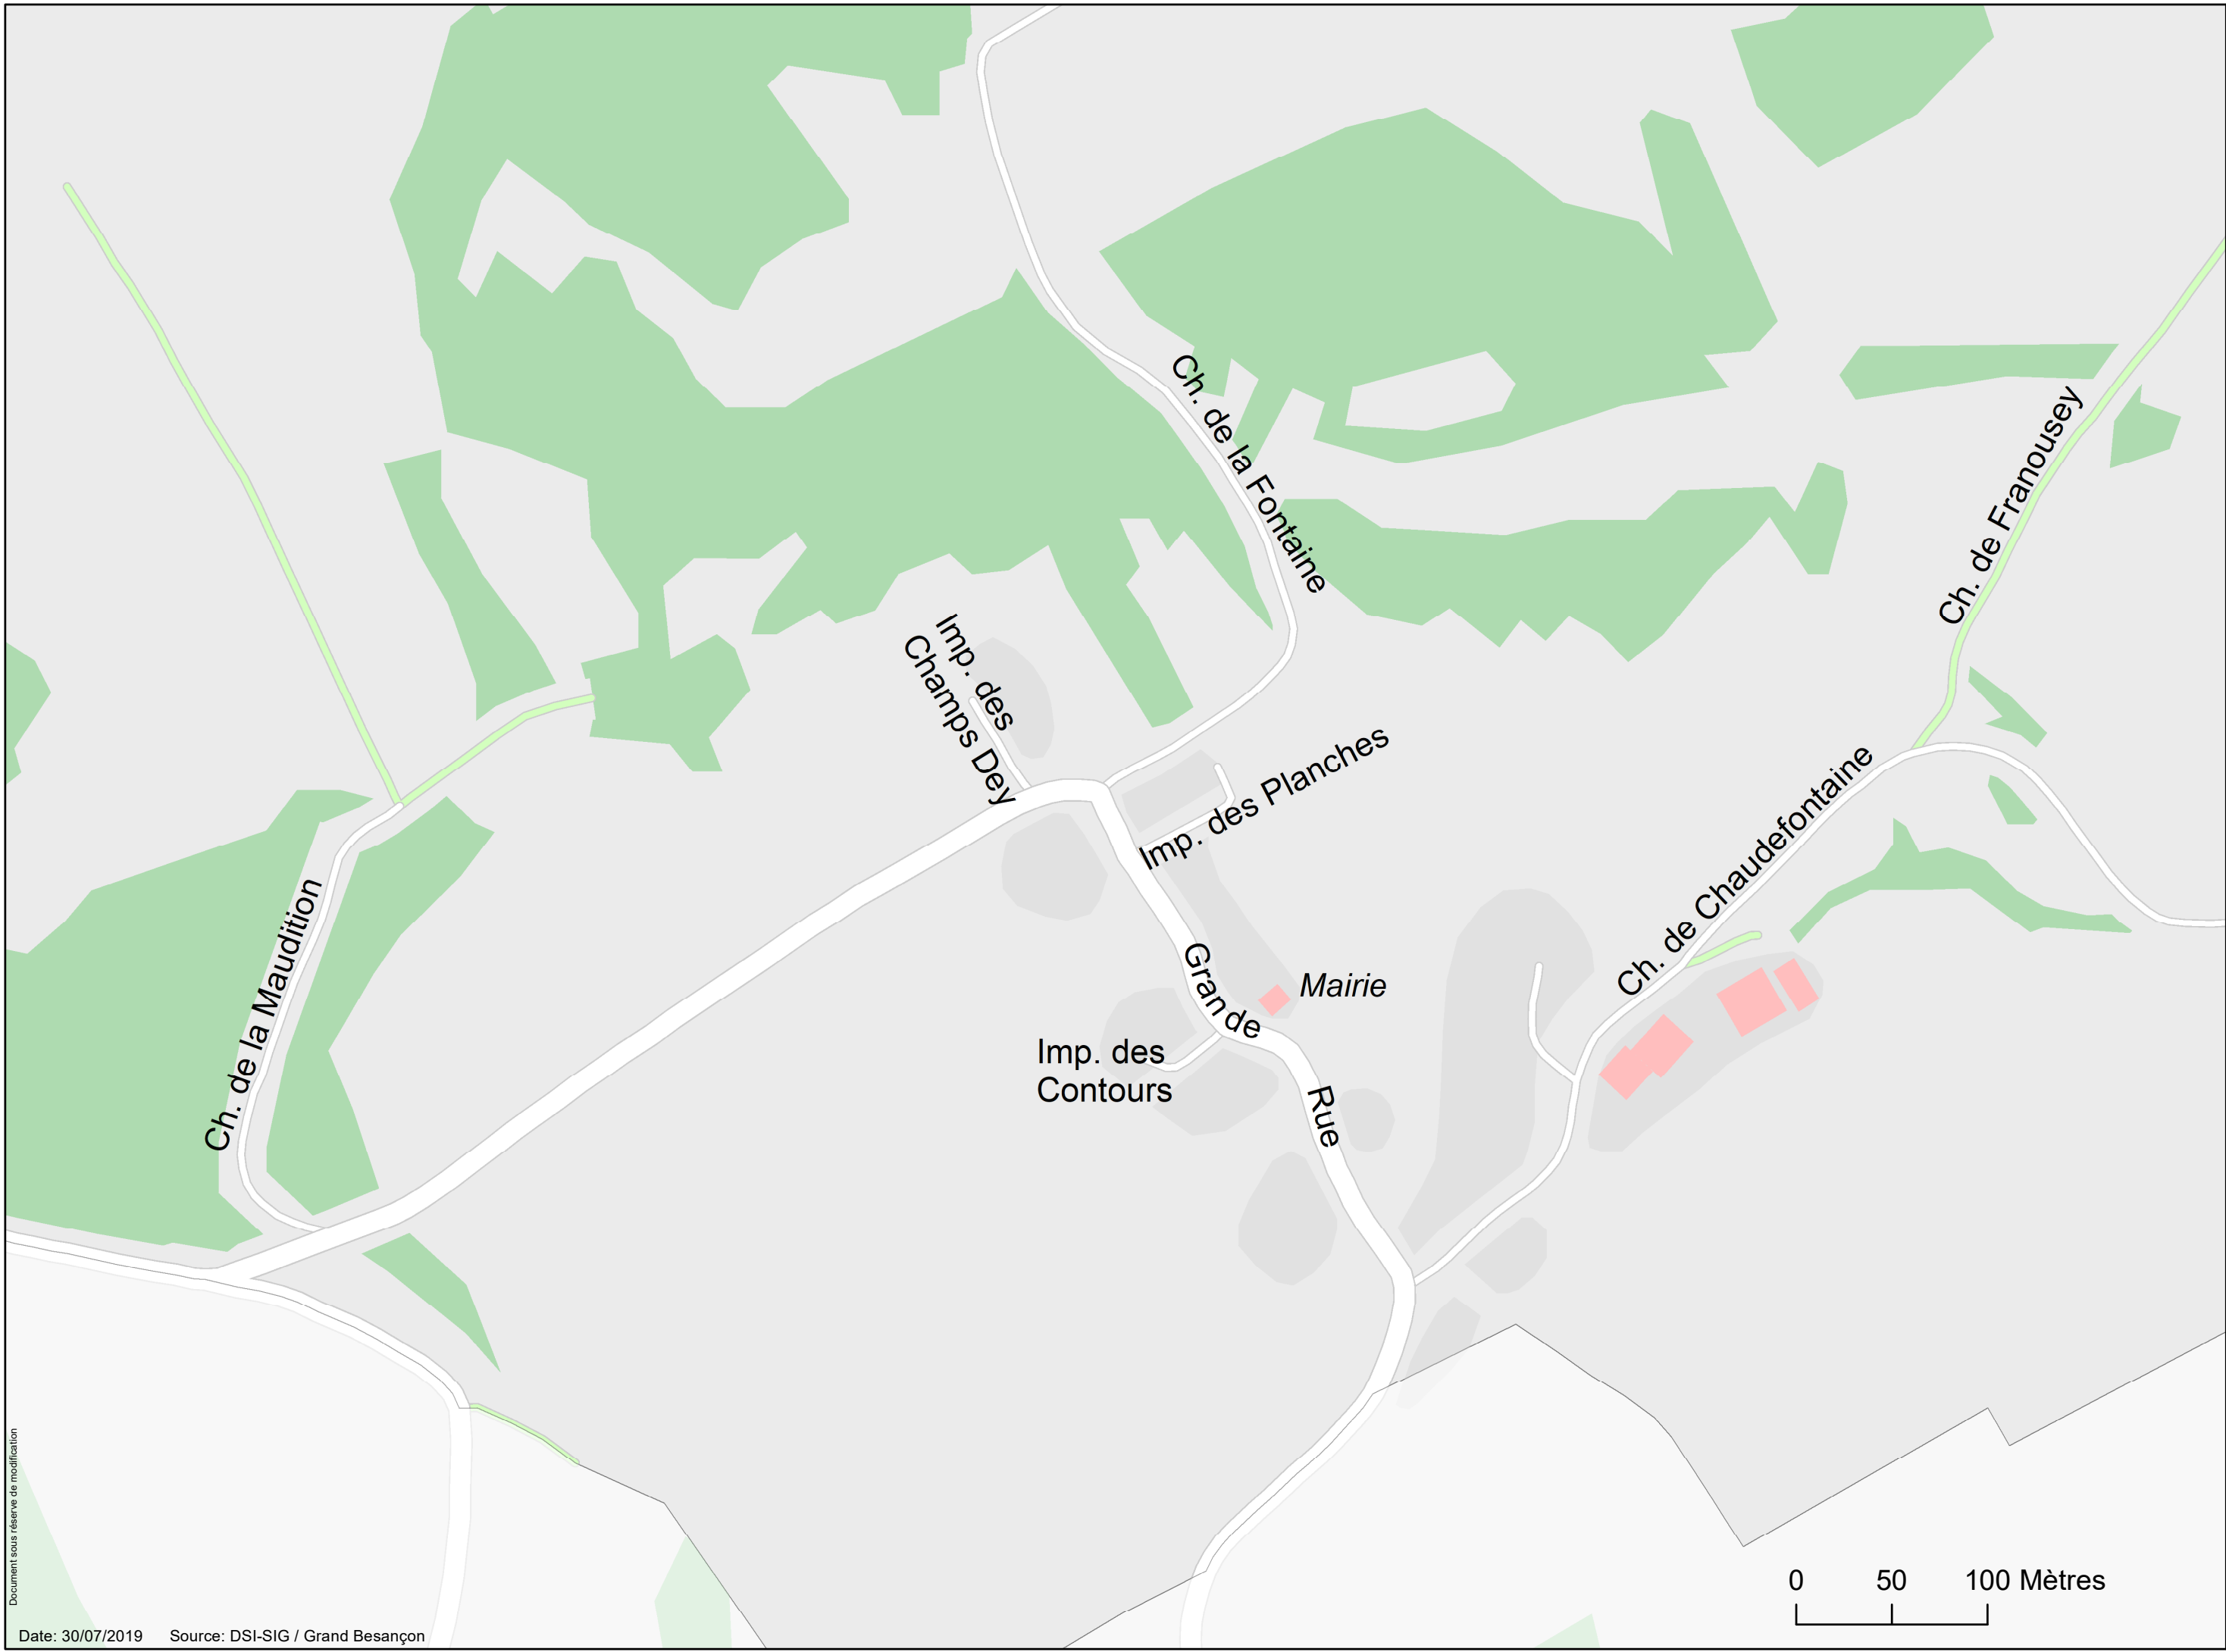 Ch. de la Fontaine
Ch. de Franousey
Imp. des
Champs Dey
Imp. des Planches
Ch. de Chaudefontaine
Ch. de la Maudition
Grande
Rue
Mairie
Imp. des
Contours
Document sous réserve de modification
0 50 100 Mètres
Date: 30/07/2019 Source: DSI-SIG / Grand Besançon